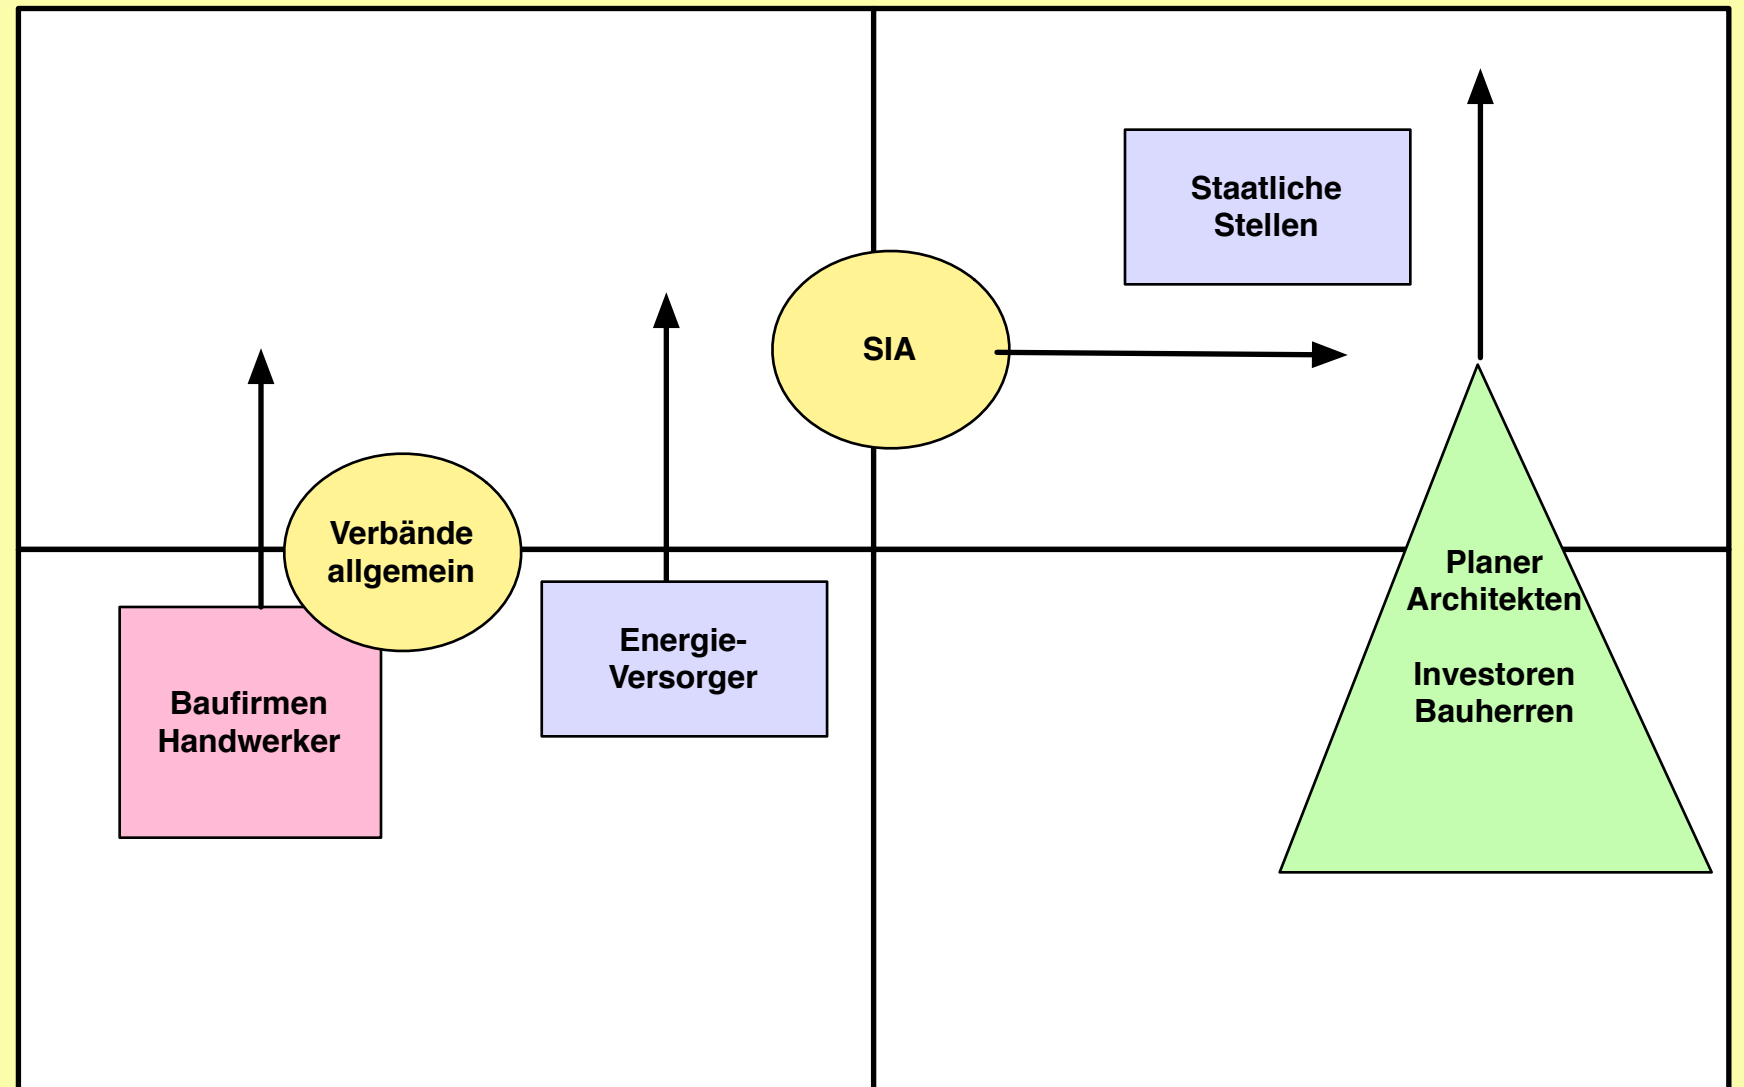 Staatliche
Stellen
SIA
Verbände
allgemein
Planer
Architekten
Energie-
Versorger
Investoren
Bauherren
Baufirmen
Handwerker